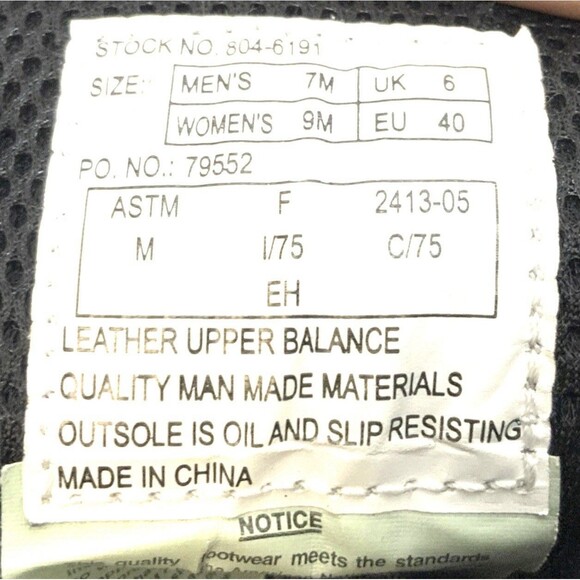 STOCK NO. 804-6191
SIZE: MEN'S 7M UK 6
WOMEN'S 9M EU 40
PO. NO.: 79552
ASTM F 2413-05
M I/75 C/75
EH
LEATHER UPPER BALANCE
QUALITY MAN MADE MATERIALS
OUTSOLE IS OIL AND SLIP RESISTING
MADE IN CHINA
NOTICE
quality footwear meets the standards